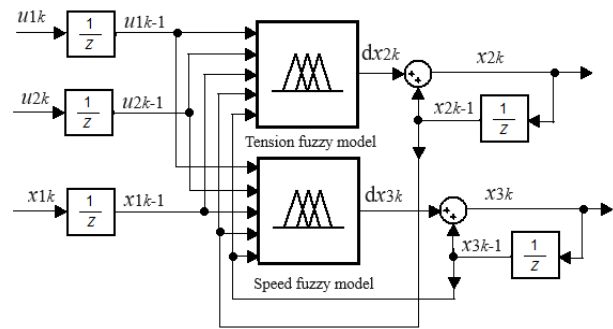 u1k
1
z
u1k-1
dx2k
x2k
u2k
1
z
u2k-1
x2k-1
1
z
Tension fuzzy model
x1k
1
z
x1k-1
dx3k
x3k
x3k-1
1
z
Speed fuzzy model